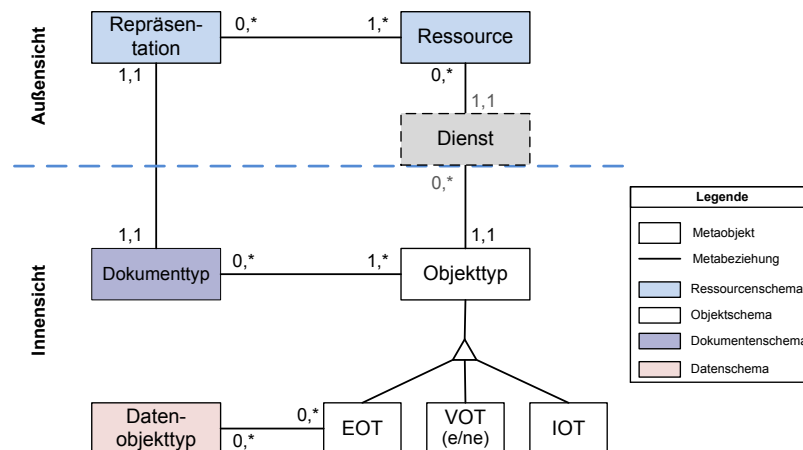 Außensicht
Repräsen-
tation
0,*
1,*
Ressource
1,1
0,*
1,1
Dienst
0,*
1,1
1,1
Innensicht
Dokumenttyp
0,*
1,*
Objekttyp
Daten-
objekttyp
0,*
0,*
EOT
VOT
(e/ne)
IOT
Legende
Metaobjekt
Metabeziehung
Ressourcenschema
Objektschema
Dokumentenschema
Datenschema